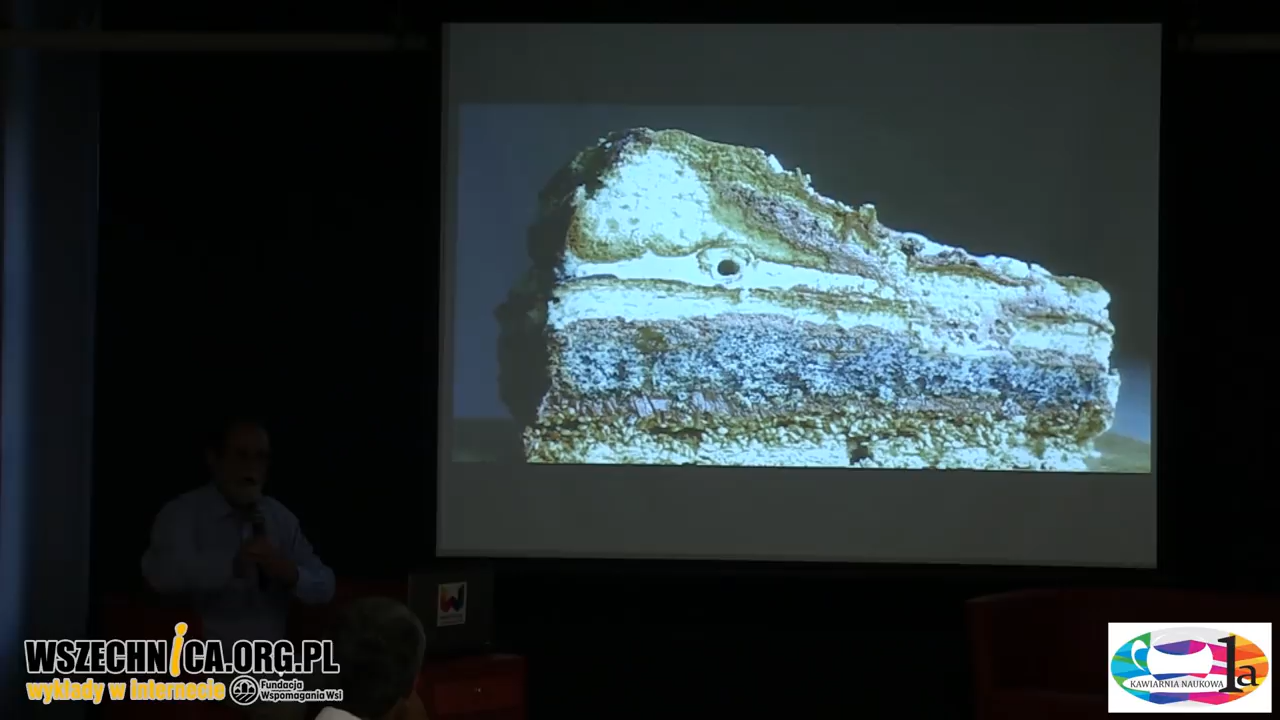 WSZECHNICA.ORG.PL
wykłady w internecie
Fundacja
Wspomagania Wsi
KAWIARNIA NAUKOWA 1a